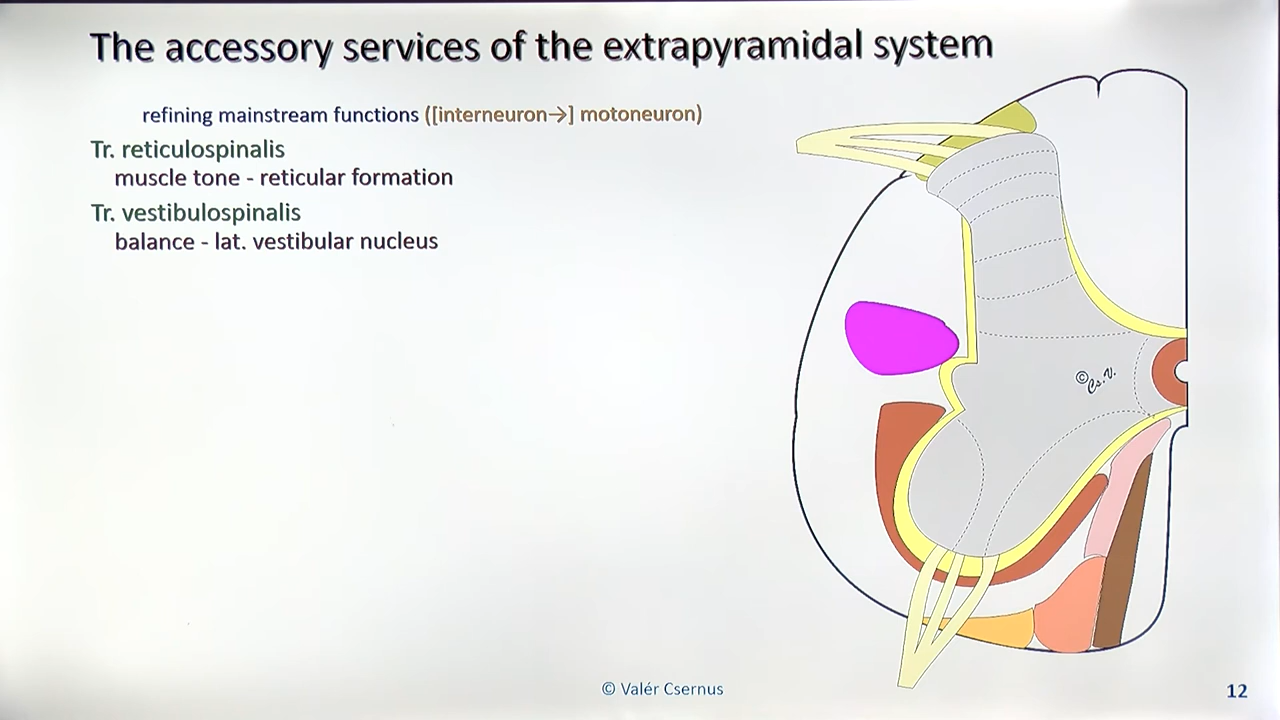 The accessory services of the extrapyramidal system
refining mainstream functions ([interneuron→] motoneuron)
Tr. reticulospinalis
muscle tone - reticular formation
Tr. vestibulospinalis
balance - lat. vestibular nucleus
© Cs.V.
© Valér Csernus
12